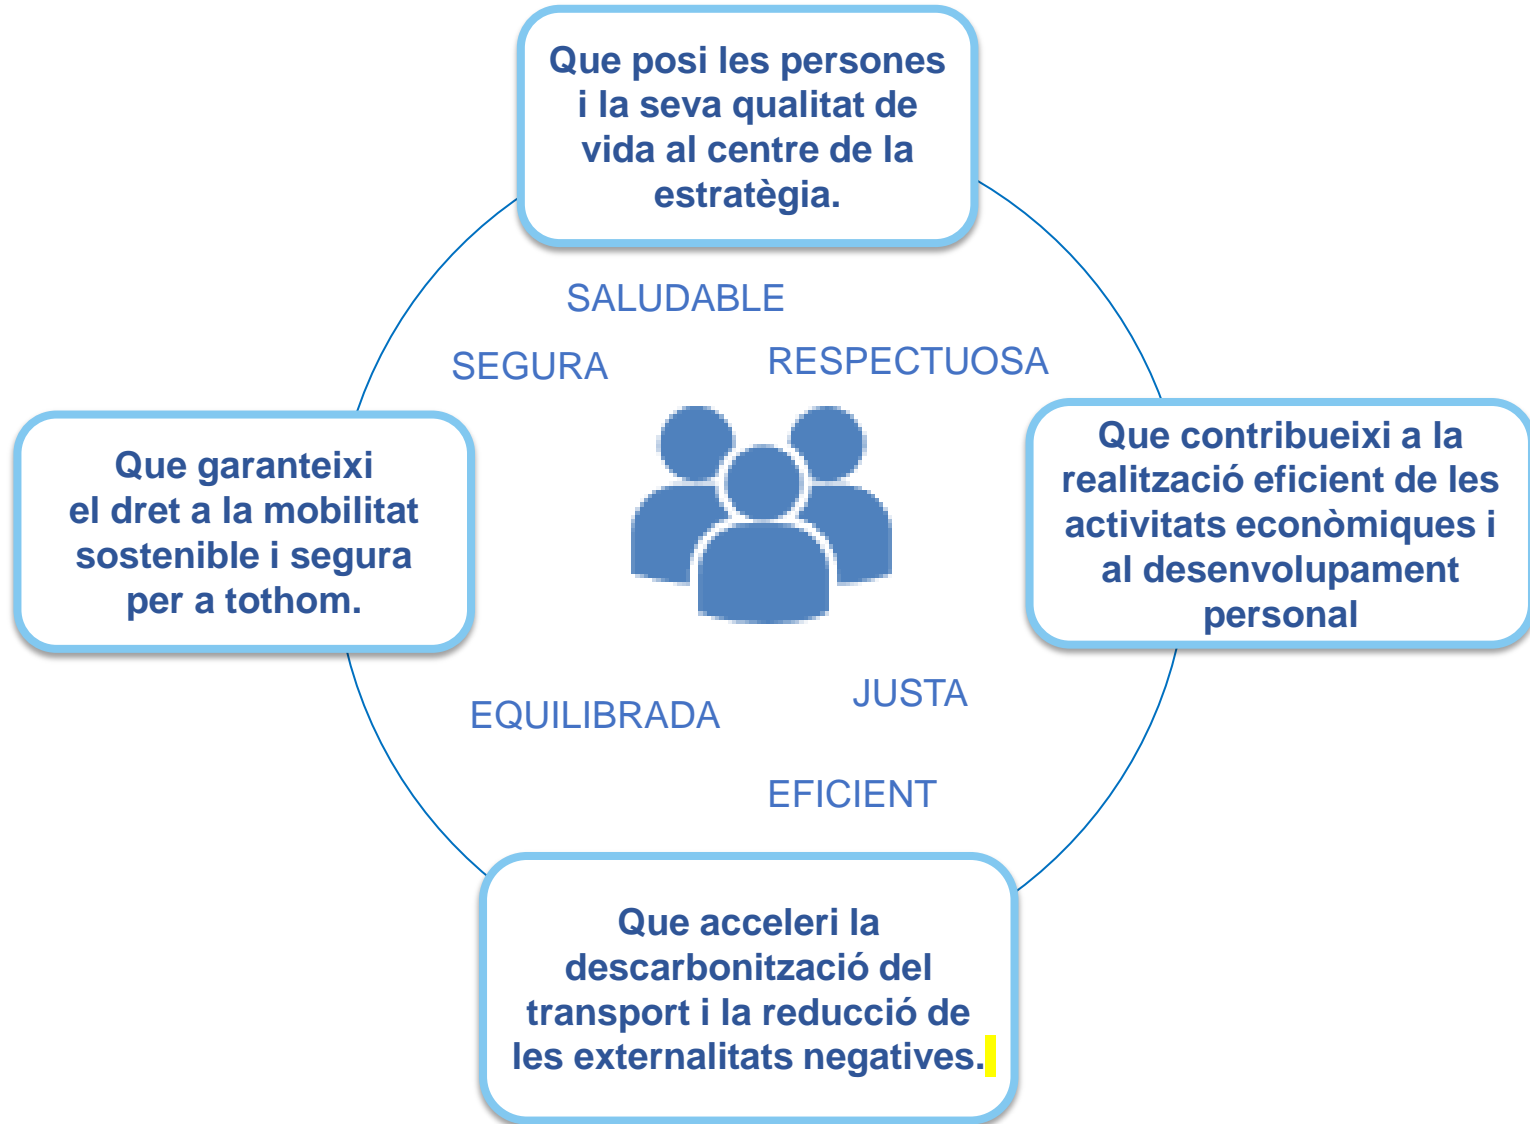 Que posi les persones
i la seva qualitat de
vida al centre de la
estratègia.
SALUDABLE
SEGURA
RESPECTUOSA
Que garanteixi
el dret a la mobilitat
sostenible i segura
per a tothom.
Que contribueixi a la
realització eficient de les
activitats econòmiques i
al desenvolupament
personal
EQUILIBRADA
JUSTA
EFICIENT
Que acceleri la
descarbonització del
transport i la reducció de
les externalitats negatives.